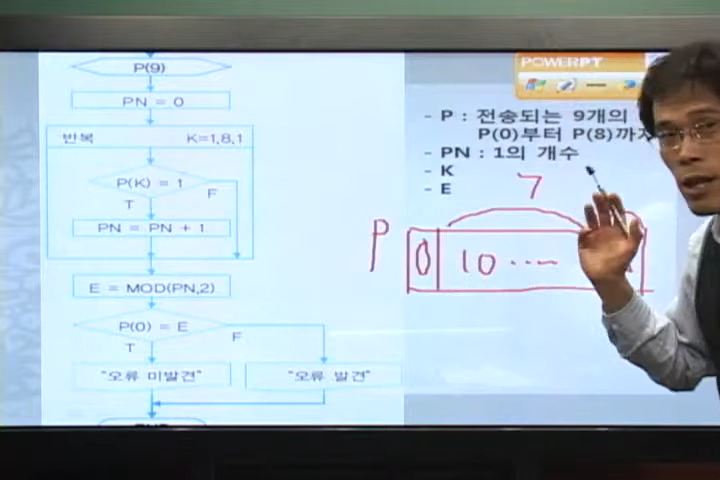 P(9)
PN = 0
반복 K=1,8,1
P(K) = 1
T F
PN = PN + 1
E = MOD(PN,2)
P(0) = E
T F
"오류 미발견" "오류 발견"
POWERPT
- P : 전송되는 9개의
P(0)부터 P(8)까지
- PN : 1의 개수
- K
- E
7
P 0 10 ....